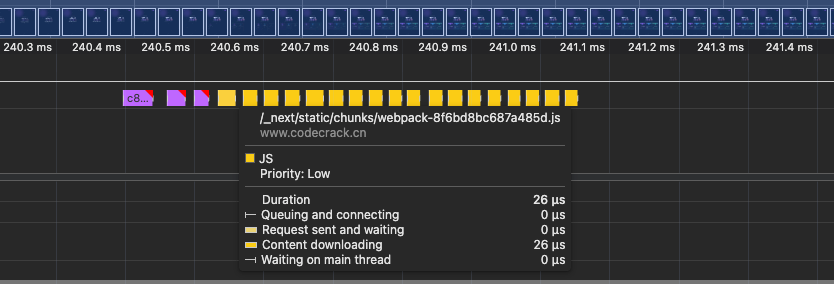 240.3 ms 240.4 ms 240.5 ms 240.6 ms 240.7 ms 240.8 ms 240.9 ms 241.0 ms 241.1 ms 241.2 ms 241.3 ms 241.4 ms
c8...
/_next/static/chunks/webpack-8f6bd8bc687a485d.js
www.codecrack.cn
JS
Priority: Low
Duration 26 μs
Queuing and connecting 0 μs
Request sent and waiting 0 μs
Content downloading 26 μs
Waiting on main thread 0 μs